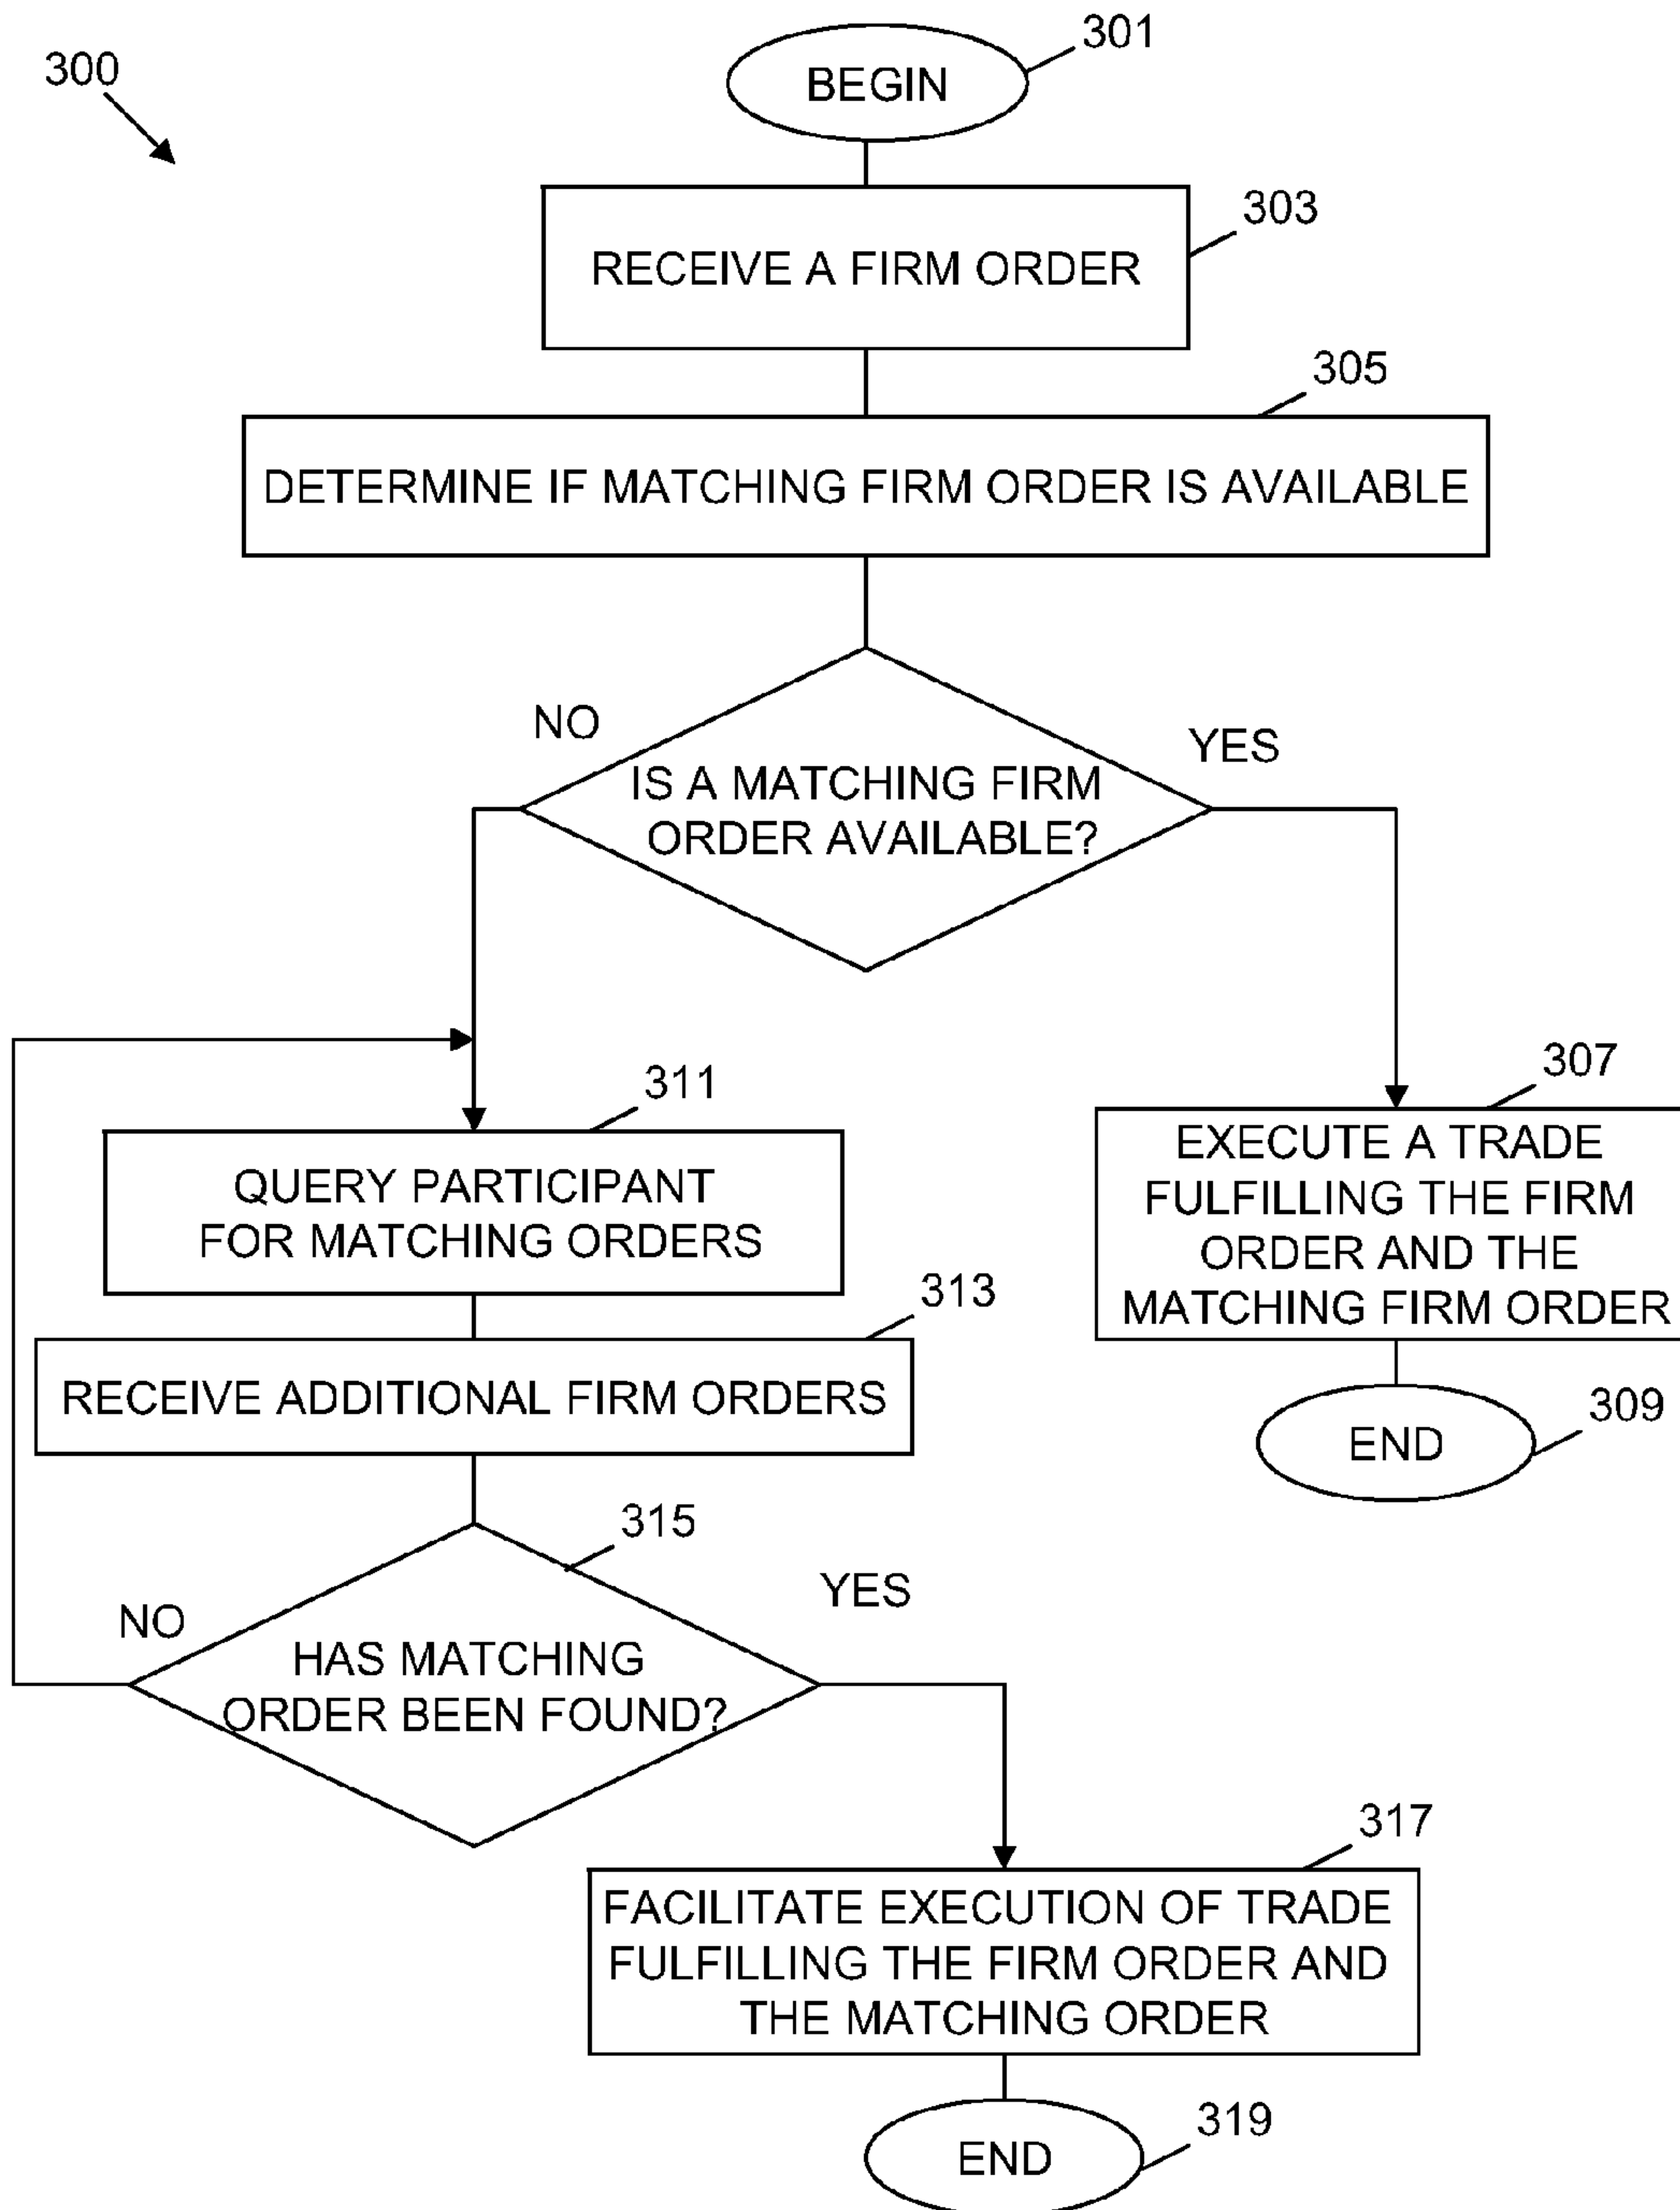 300
301
BEGIN
303
RECEIVE A FIRM ORDER
305
DETERMINE IF MATCHING FIRM ORDER IS AVAILABLE
NO
YES
IS A MATCHING FIRM
ORDER AVAILABLE?
307
EXECUTE A TRADE
FULFILLING THE FIRM
ORDER AND THE
MATCHING FIRM ORDER
309
END
311
QUERY PARTICIPANT
FOR MATCHING ORDERS
313
RECEIVE ADDITIONAL FIRM ORDERS
315
NO
YES
HAS MATCHING
ORDER BEEN FOUND?
317
FACILITATE EXECUTION OF TRADE
FULFILLING THE FIRM ORDER AND
THE MATCHING ORDER
319
END